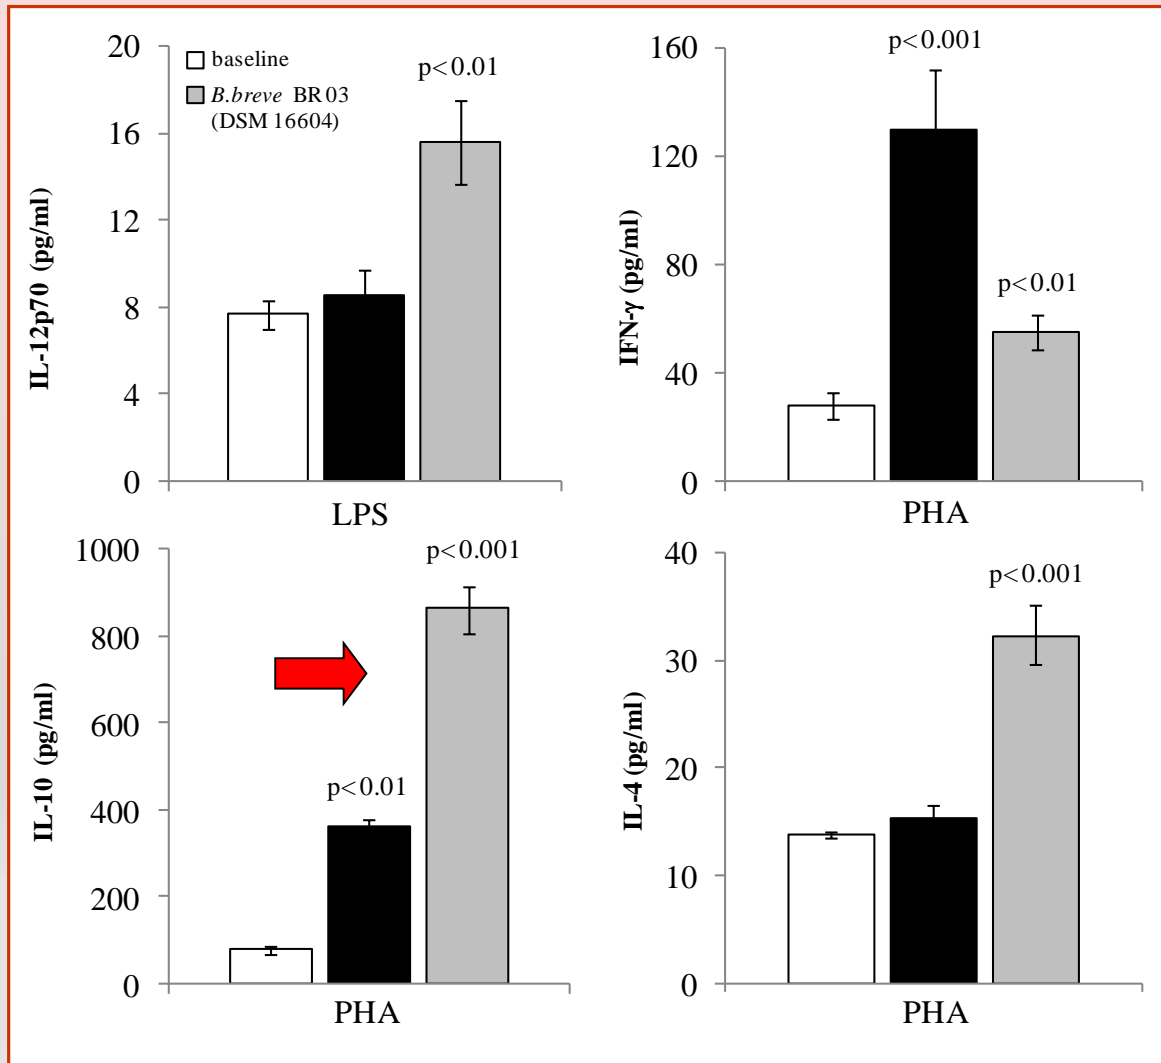 20
16
12
8
4
0
IL-12p70 (pg/ml)
baseline
B.breve BR03
(DSM 16604)
p<0.01
LPS
160
120
80
40
0
IFN-γ (pg/ml)
p<0.001
p<0.01
PHA
1000
800
600
400
200
0
IL-10 (pg/ml)
p<0.01
p<0.001
PHA
40
30
20
10
0
IL-4 (pg/ml)
p<0.001
PHA